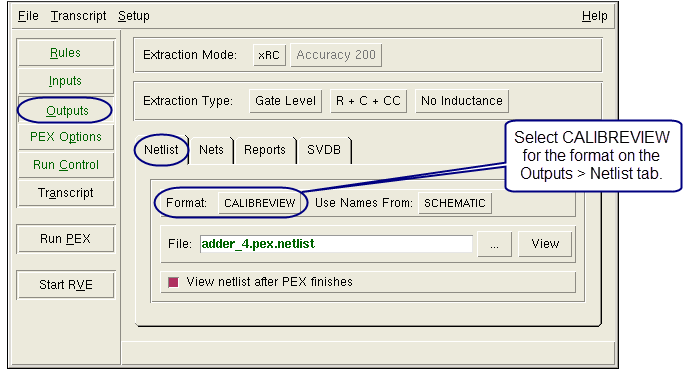 File Transcript Setup Help
Rules
Inputs
Outputs
PEX Options
Run Control
Transcript
Run PEX
Start RVE
Extraction Mode: xRC Accuracy 200
Extraction Type: Gate Level R + C + CC No Inductance
Netlist Nets Reports SVDB
Format: CALIBREVIEW Use Names From: SCHEMATIC
File: adder_4.pex.netlist ... View
View netlist after PEX finishes
Select CALIBREVIEW
for the format on the
Outputs > Netlist tab.